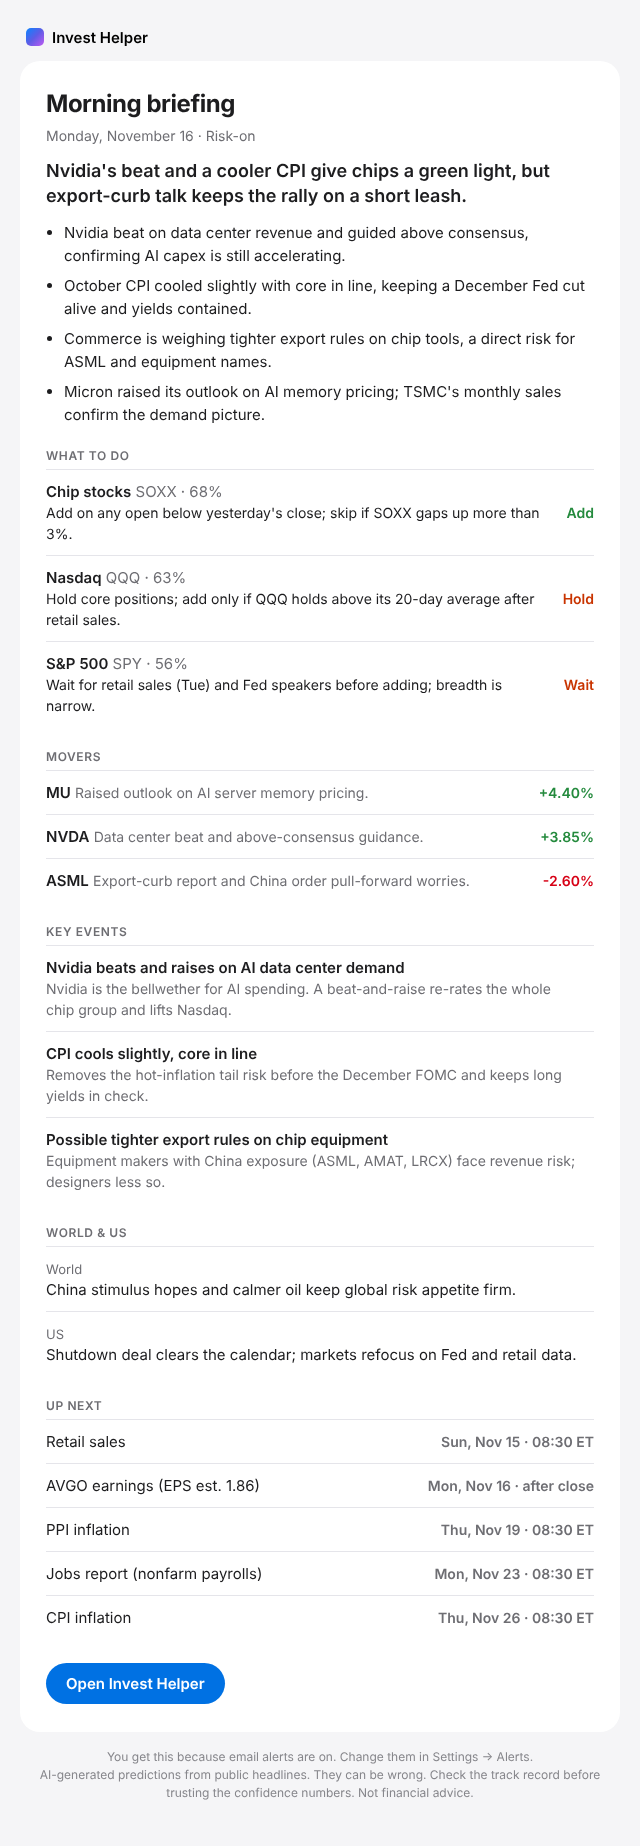 Invest Helper
Morning briefing
Monday, November 16 · Risk-on
Nvidia's beat and a cooler CPI give chips a green light, but
export-curb talk keeps the rally on a short leash.
• Nvidia beat on data center revenue and guided above consensus,
confirming AI capex is still accelerating.
• October CPI cooled slightly with core in line, keeping a December Fed cut
alive and yields contained.
• Commerce is weighing tighter export rules on chip tools, a direct risk for
ASML and equipment names.
• Micron raised its outlook on AI memory pricing; TSMC's monthly sales
confirm the demand picture.
WHAT TO DO
Chip stocks SOXX · 68%
Add on any open below yesterday's close; skip if SOXX gaps up more than Add
3%.
Nasdaq QQQ · 63%
Hold core positions; add only if QQQ holds above its 20-day average after Hold
retail sales.
S&P 500 SPY · 56%
Wait for retail sales (Tue) and Fed speakers before adding; breadth is Wait
narrow.
MOVERS
MU Raised outlook on AI server memory pricing. +4.40%
NVDA Data center beat and above-consensus guidance. +3.85%
ASML Export-curb report and China order pull-forward worries. -2.60%
KEY EVENTS
Nvidia beats and raises on AI data center demand
Nvidia is the bellwether for AI spending. A beat-and-raise re-rates the whole
chip group and lifts Nasdaq.
CPI cools slightly, core in line
Removes the hot-inflation tail risk before the December FOMC and keeps long
yields in check.
Possible tighter export rules on chip equipment
Equipment makers with China exposure (ASML, AMAT, LRCX) face revenue risk;
designers less so.
WORLD & US
World
China stimulus hopes and calmer oil keep global risk appetite firm.
US
Shutdown deal clears the calendar; markets refocus on Fed and retail data.
UP NEXT
Retail sales Sun, Nov 15 · 08:30 ET
AVGO earnings (EPS est. 1.86) Mon, Nov 16 · after close
PPI inflation Thu, Nov 19 · 08:30 ET
Jobs report (nonfarm payrolls) Mon, Nov 23 · 08:30 ET
CPI inflation Thu, Nov 26 · 08:30 ET
Open Invest Helper
You get this because email alerts are on. Change them in Settings → Alerts.
AI-generated predictions from public headlines. They can be wrong. Check the track record before
trusting the confidence numbers. Not financial advice.